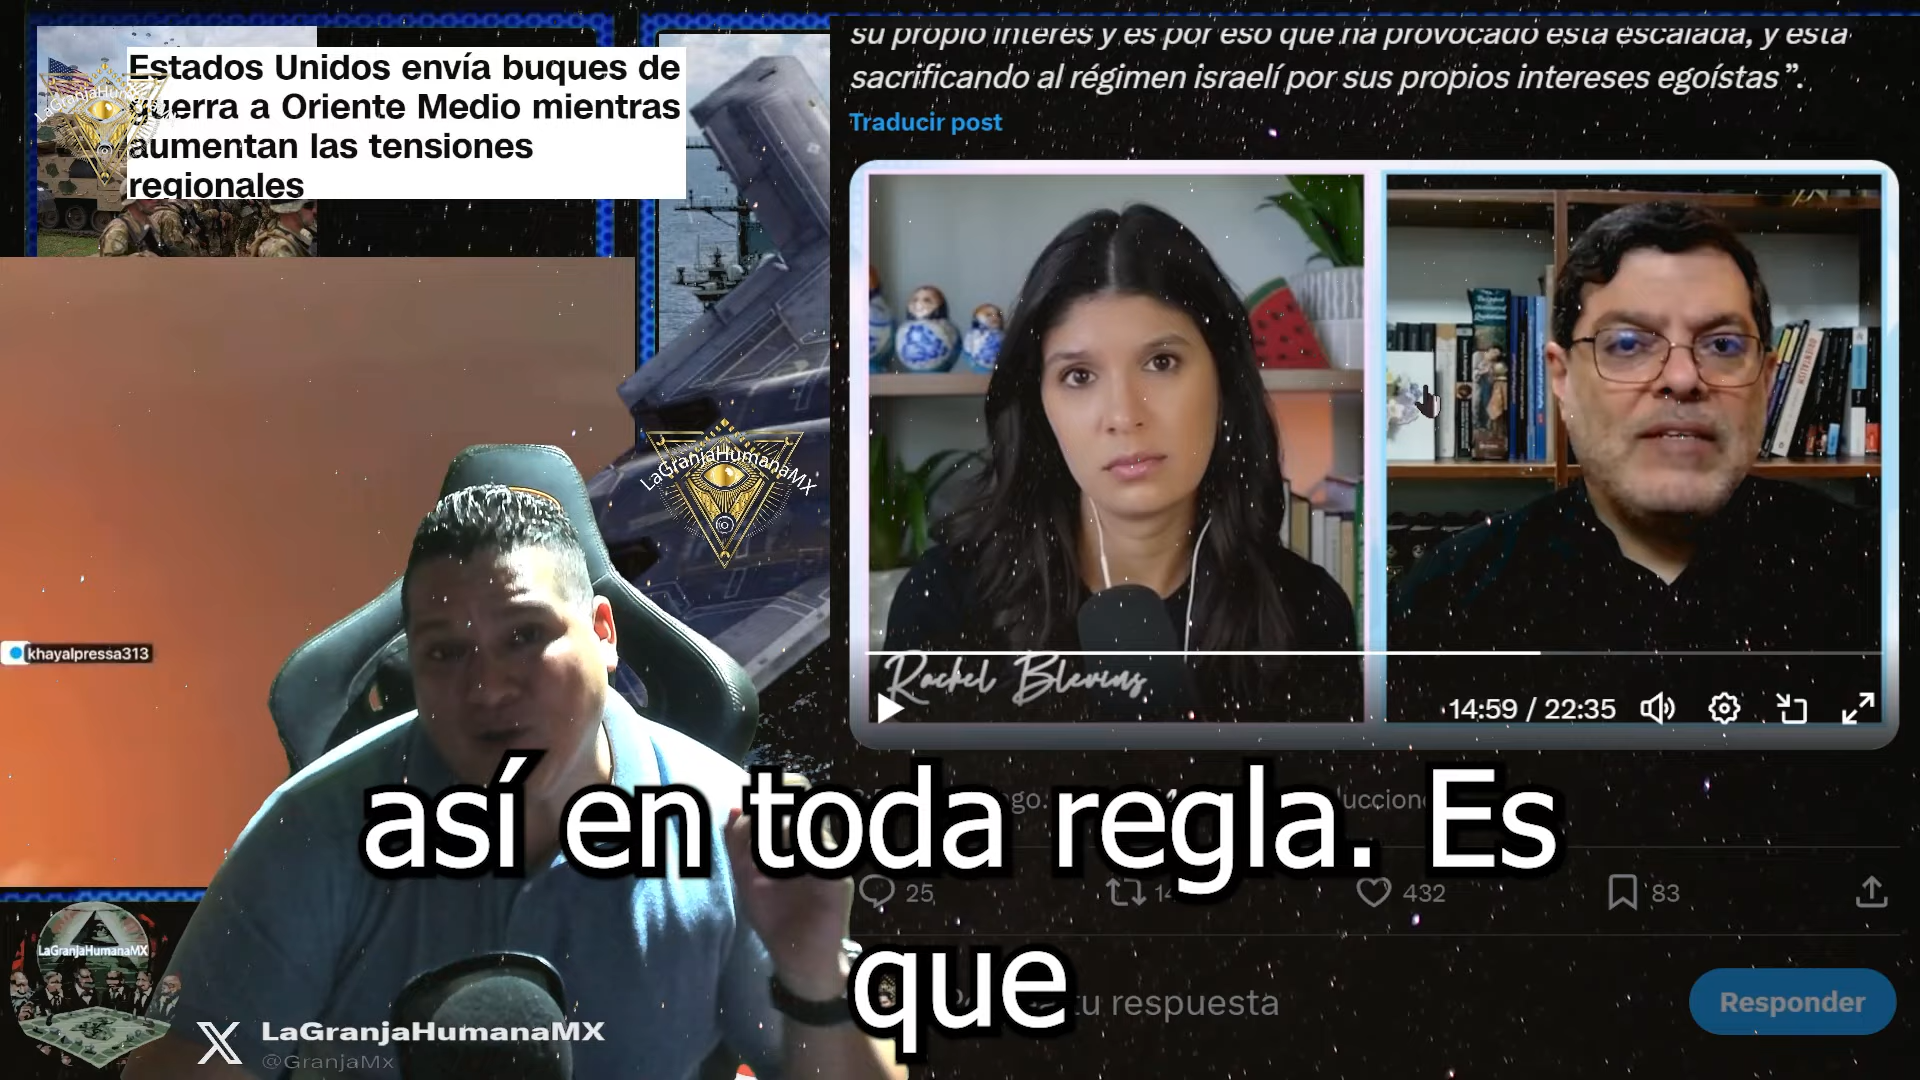 Estados Unidos envía buques de
guerra a Oriente Medio mientras
aumentan las tensiones
regionales
LaGranjaHumana
su propio interés y es por eso que ha provocado esta escalada, y está
sacrificando al régimen israelí por sus propios intereses egoístas”.
Traducir post
LaGranjaHumanaMX
khayalpressa313
Rachel Blevins
14:59 / 22:35
así en toda regla. Es
que
25
432
83
tu respuesta
Responder
LaGranjaHumanaMX
LaGranjaHumanaMX
@GranjaMx